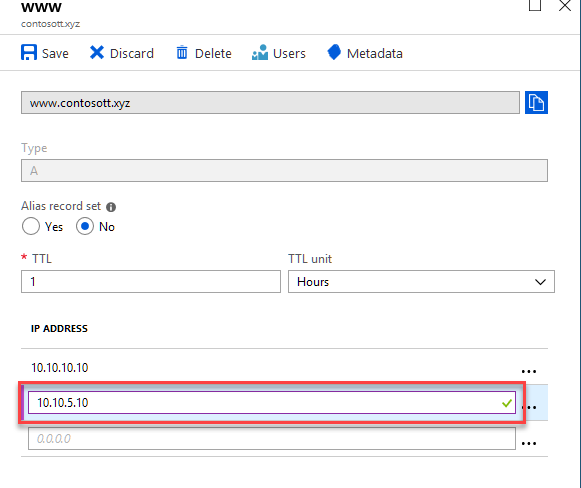 www
contosott.xyz
Save Discard Delete Users Metadata
www.contosott.xyz
Type
A
Alias record set
Yes No
* TTL TTL unit
1 Hours
IP ADDRESS
10.10.10.10 ...
10.10.5.10 ...
0.0.0.0 ...